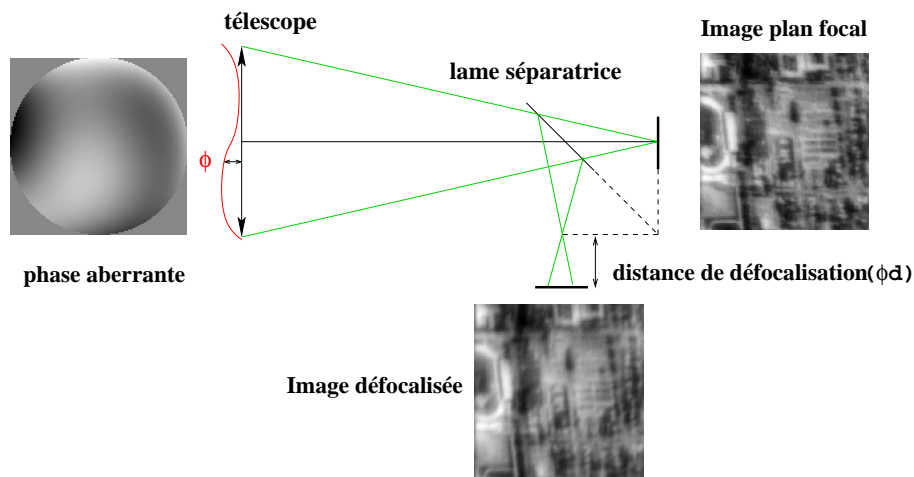 télescope
Image plan focal
lame séparatrice
ϕ
phase aberrante
distance de défocalisation(ϕd)
Image défocalisée